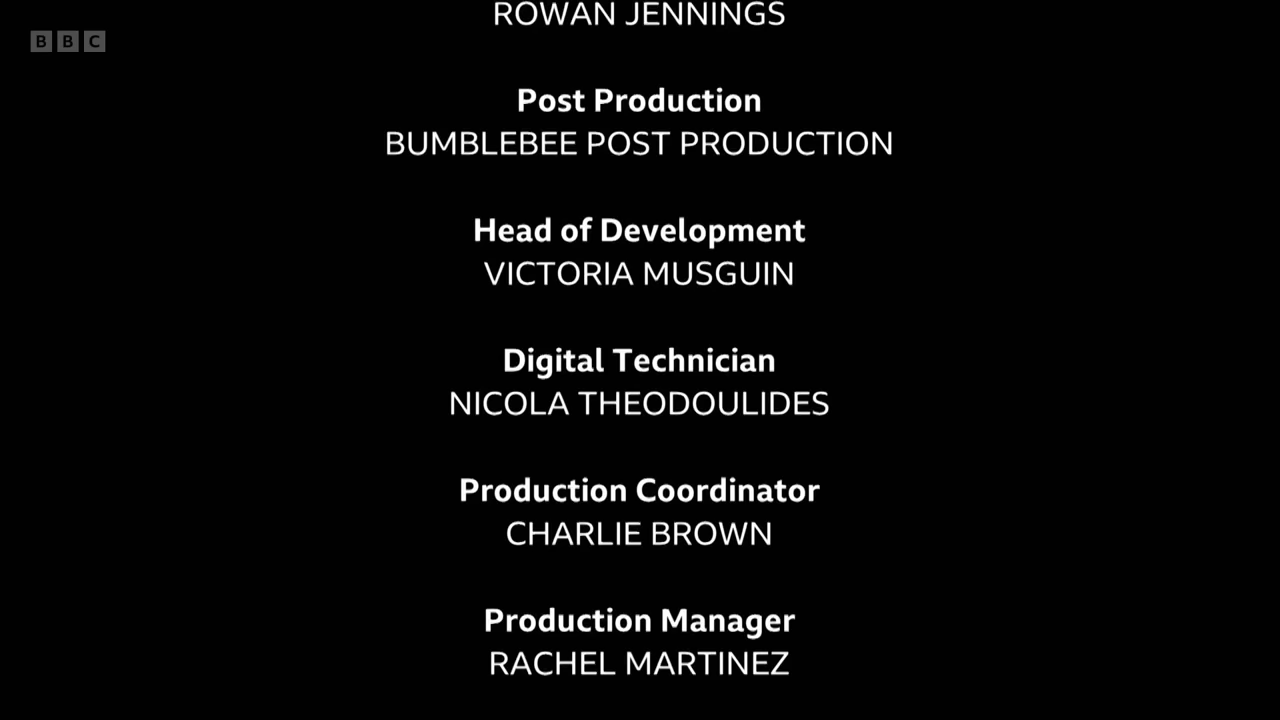 ROWAN JENNINGS
BBC
Post Production
BUMBLEBEE POST PRODUCTION
Head of Development
VICTORIA MUSGUIN
Digital Technician
NICOLA THEODOULIDES
Production Coordinator
CHARLIE BROWN
Production Manager
RACHEL MARTINEZ